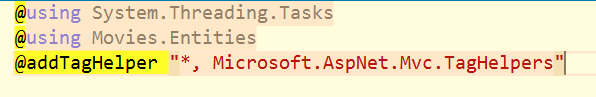 @using System.Threading.Tasks
@using Movies.Entities
@addTagHelper "*, Microsoft.AspNet.Mvc.TagHelpers"